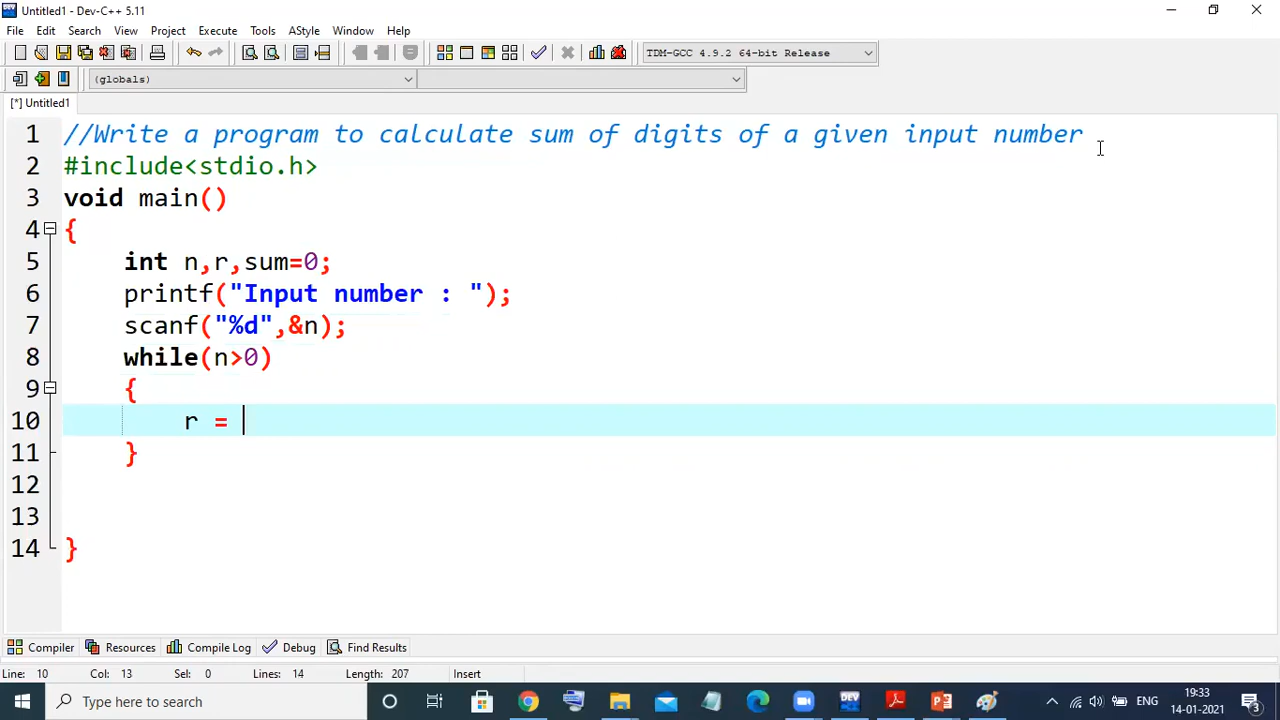 Untitled1 - Dev-C++ 5.11
File Edit Search View Project Execute Tools AStyle Window Help
TDM-GCC 4.9.2 64-bit Release
(globals)
[*] Untitled1
1 //Write a program to calculate sum of digits of a given input number
2 #include<stdio.h>
3 void main()
4 {
5 int n,r,sum=0;
6 printf("Input number : ");
7 scanf("%d",&n);
8 while(n>0)
9 {
10 r =
11 }
12
13
14 }
Compiler Resources Compile Log Debug Find Results
Line: 10 Col: 13 Sel: 0 Lines: 14 Length: 207 Insert
Type here to search
DEV
ENG
19:33
14-01-2021
3